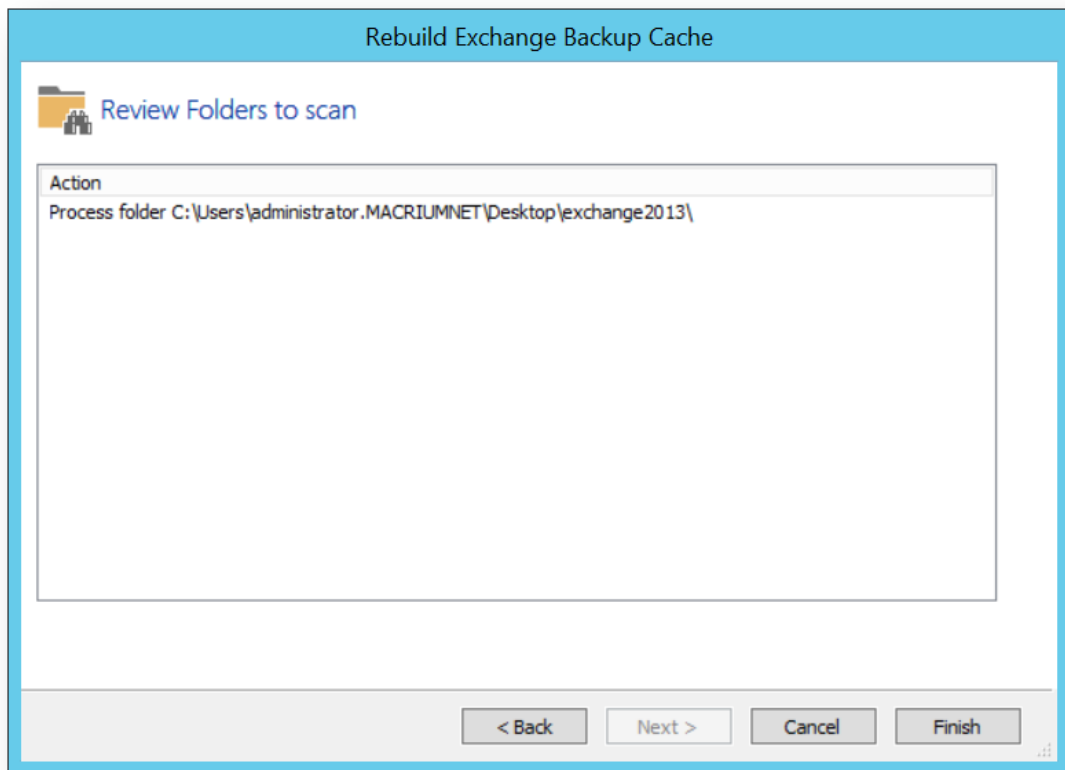 Rebuild Exchange Backup Cache
Review Folders to scan
Action
Process folder C:\Users\administrator.MACRIUMNET\Desktop\exchange2013\
< Back
Next >
Cancel
Finish